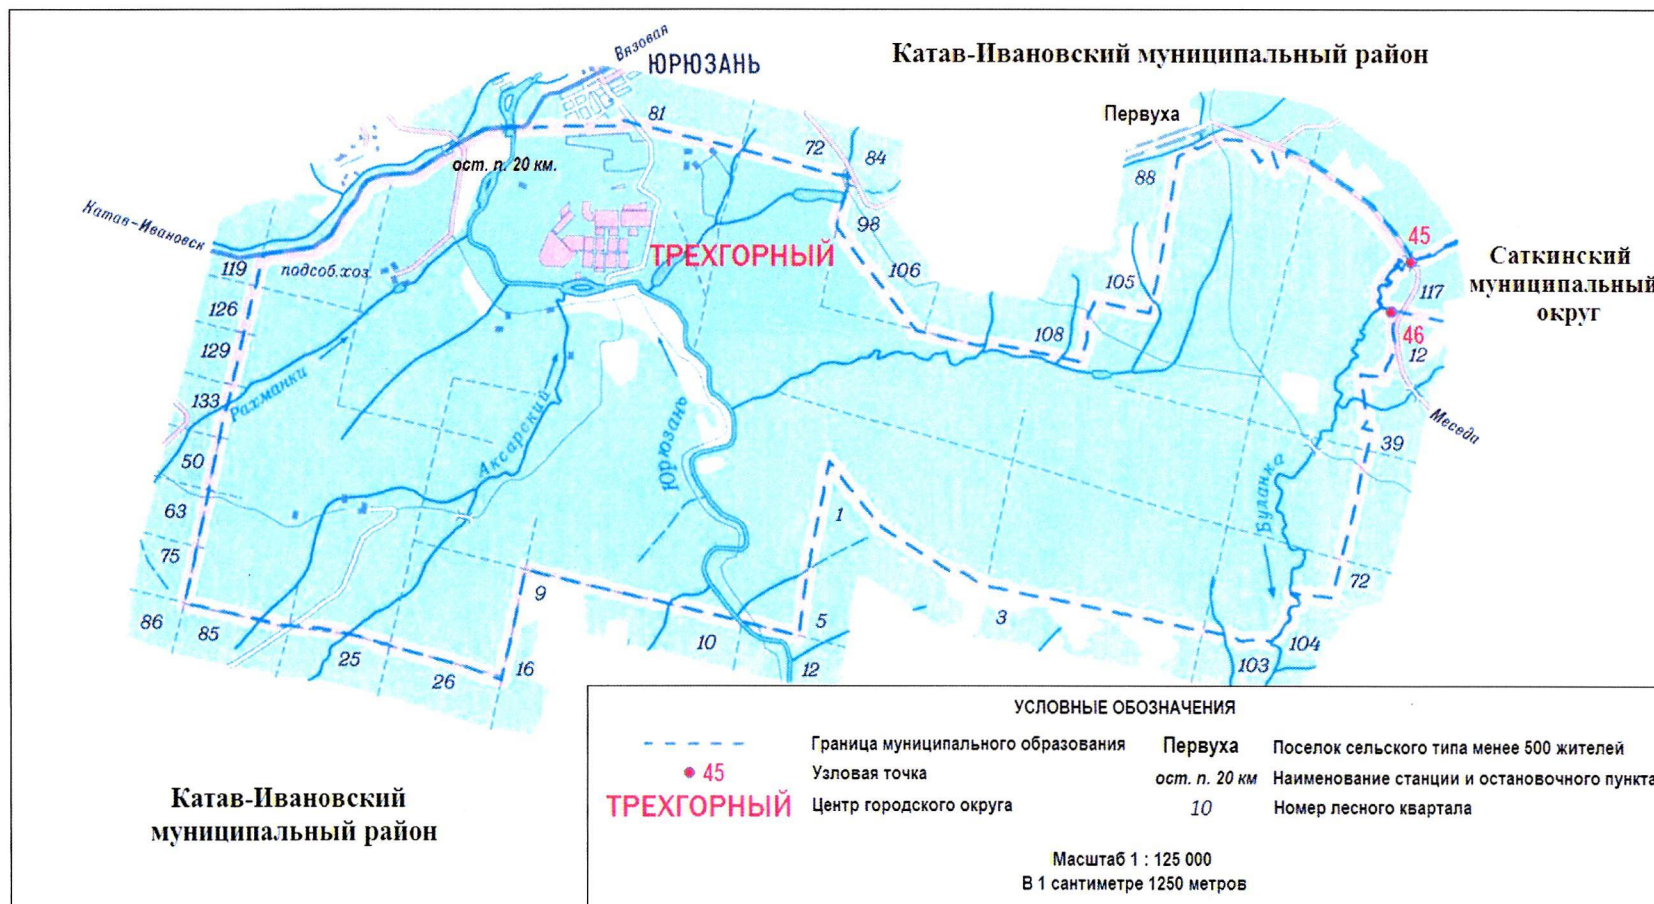 Вязовая
ЮРЮЗАНЬ
Катав-Ивановский муниципальный район
Первуха
81
72
84
88
ост. п. 20 км.
Катав-Ивановск
119
подсоб.хоз.
ТРЕХГОРНЫЙ
98
106
105
45
117
Саткинский
муниципальный
округ
126
108
46
12
129
Рахманки
133
Аксарский
Юрюзань
Меседа
39
50
63
1
Буланка
75
9
72
86
85
25
26
16
10
5
12
3
103
104
УСЛОВНЫЕ ОБОЗНАЧЕНИЯ
Граница муниципального образования
Первуха
Поселок сельского типа менее 500 жителей
45
Узловая точка
ост. п. 20 км
Наименование станции и остановочного пункта
ТРЕХГОРНЫЙ
Центр городского округа
10
Номер лесного квартала
Масштаб 1 : 125 000
В 1 сантиметре 1250 метров
Катав-Ивановский
муниципальный район